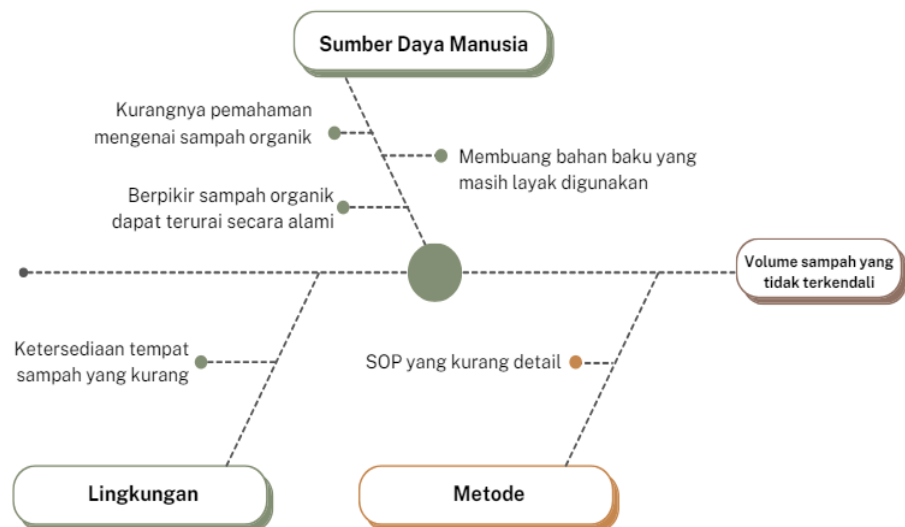 Sumber Daya Manusia
Kurangnya pemahaman
mengenai sampah organik
Membuang bahan baku yang
masih layak digunakan
Berpikir sampah organik
dapat terurai secara alami
Volume sampah yang
tidak terkendali
Ketersediaan tempat
sampah yang kurang
SOP yang kurang detail
Lingkungan
Metode